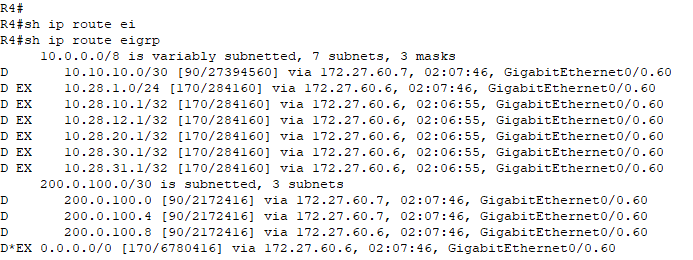 R4#
R4#sh ip route ei
R4#sh ip route eigrp
     10.0.0.0/8 is variably subnetted, 7 subnets, 3 masks
D       10.10.10.0/30 [90/27394560] via 172.27.60.7, 02:07:46, GigabitEthernet0/0.60
D EX    10.28.1.0/24 [170/284160] via 172.27.60.6, 02:07:46, GigabitEthernet0/0.60
D EX    10.28.10.1/32 [170/284160] via 172.27.60.6, 02:06:55, GigabitEthernet0/0.60
D EX    10.28.12.1/32 [170/284160] via 172.27.60.6, 02:06:55, GigabitEthernet0/0.60
D EX    10.28.20.1/32 [170/284160] via 172.27.60.6, 02:06:55, GigabitEthernet0/0.60
D EX    10.28.30.1/32 [170/284160] via 172.27.60.6, 02:06:55, GigabitEthernet0/0.60
D EX    10.28.31.1/32 [170/284160] via 172.27.60.6, 02:06:55, GigabitEthernet0/0.60
     200.0.100.0/30 is subnetted, 3 subnets
D       200.0.100.0 [90/2172416] via 172.27.60.7, 02:07:46, GigabitEthernet0/0.60
D       200.0.100.4 [90/2172416] via 172.27.60.7, 02:07:46, GigabitEthernet0/0.60
D       200.0.100.8 [90/2172416] via 172.27.60.7, 02:07:46, GigabitEthernet0/0.60
D*EX 0.0.0.0/0 [170/6780416] via 172.27.60.6, 02:07:46, GigabitEthernet0/0.60